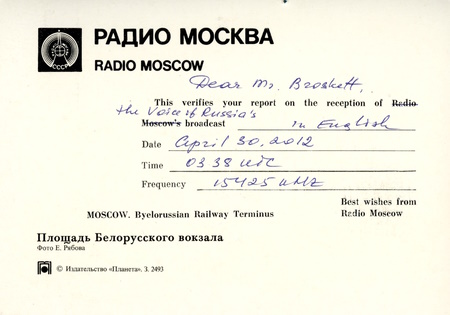 РАДИО МОСКВА
СССР
RADIO MOSCOW
Dear Mr. Broskett,
This verifies your report on the reception of Radio
the Voice of Russia's
Moscow's broadcast in English
Date April 30, 2012
Time 0338 UTC
Frequency 15425 kHz
Best wishes from
MOSCOW. Byelorussian Railway Terminus Radio Moscow
Площадь Белорусского вокзала
Фото Е. Рябова
© Издательство «Планета». З. 2493